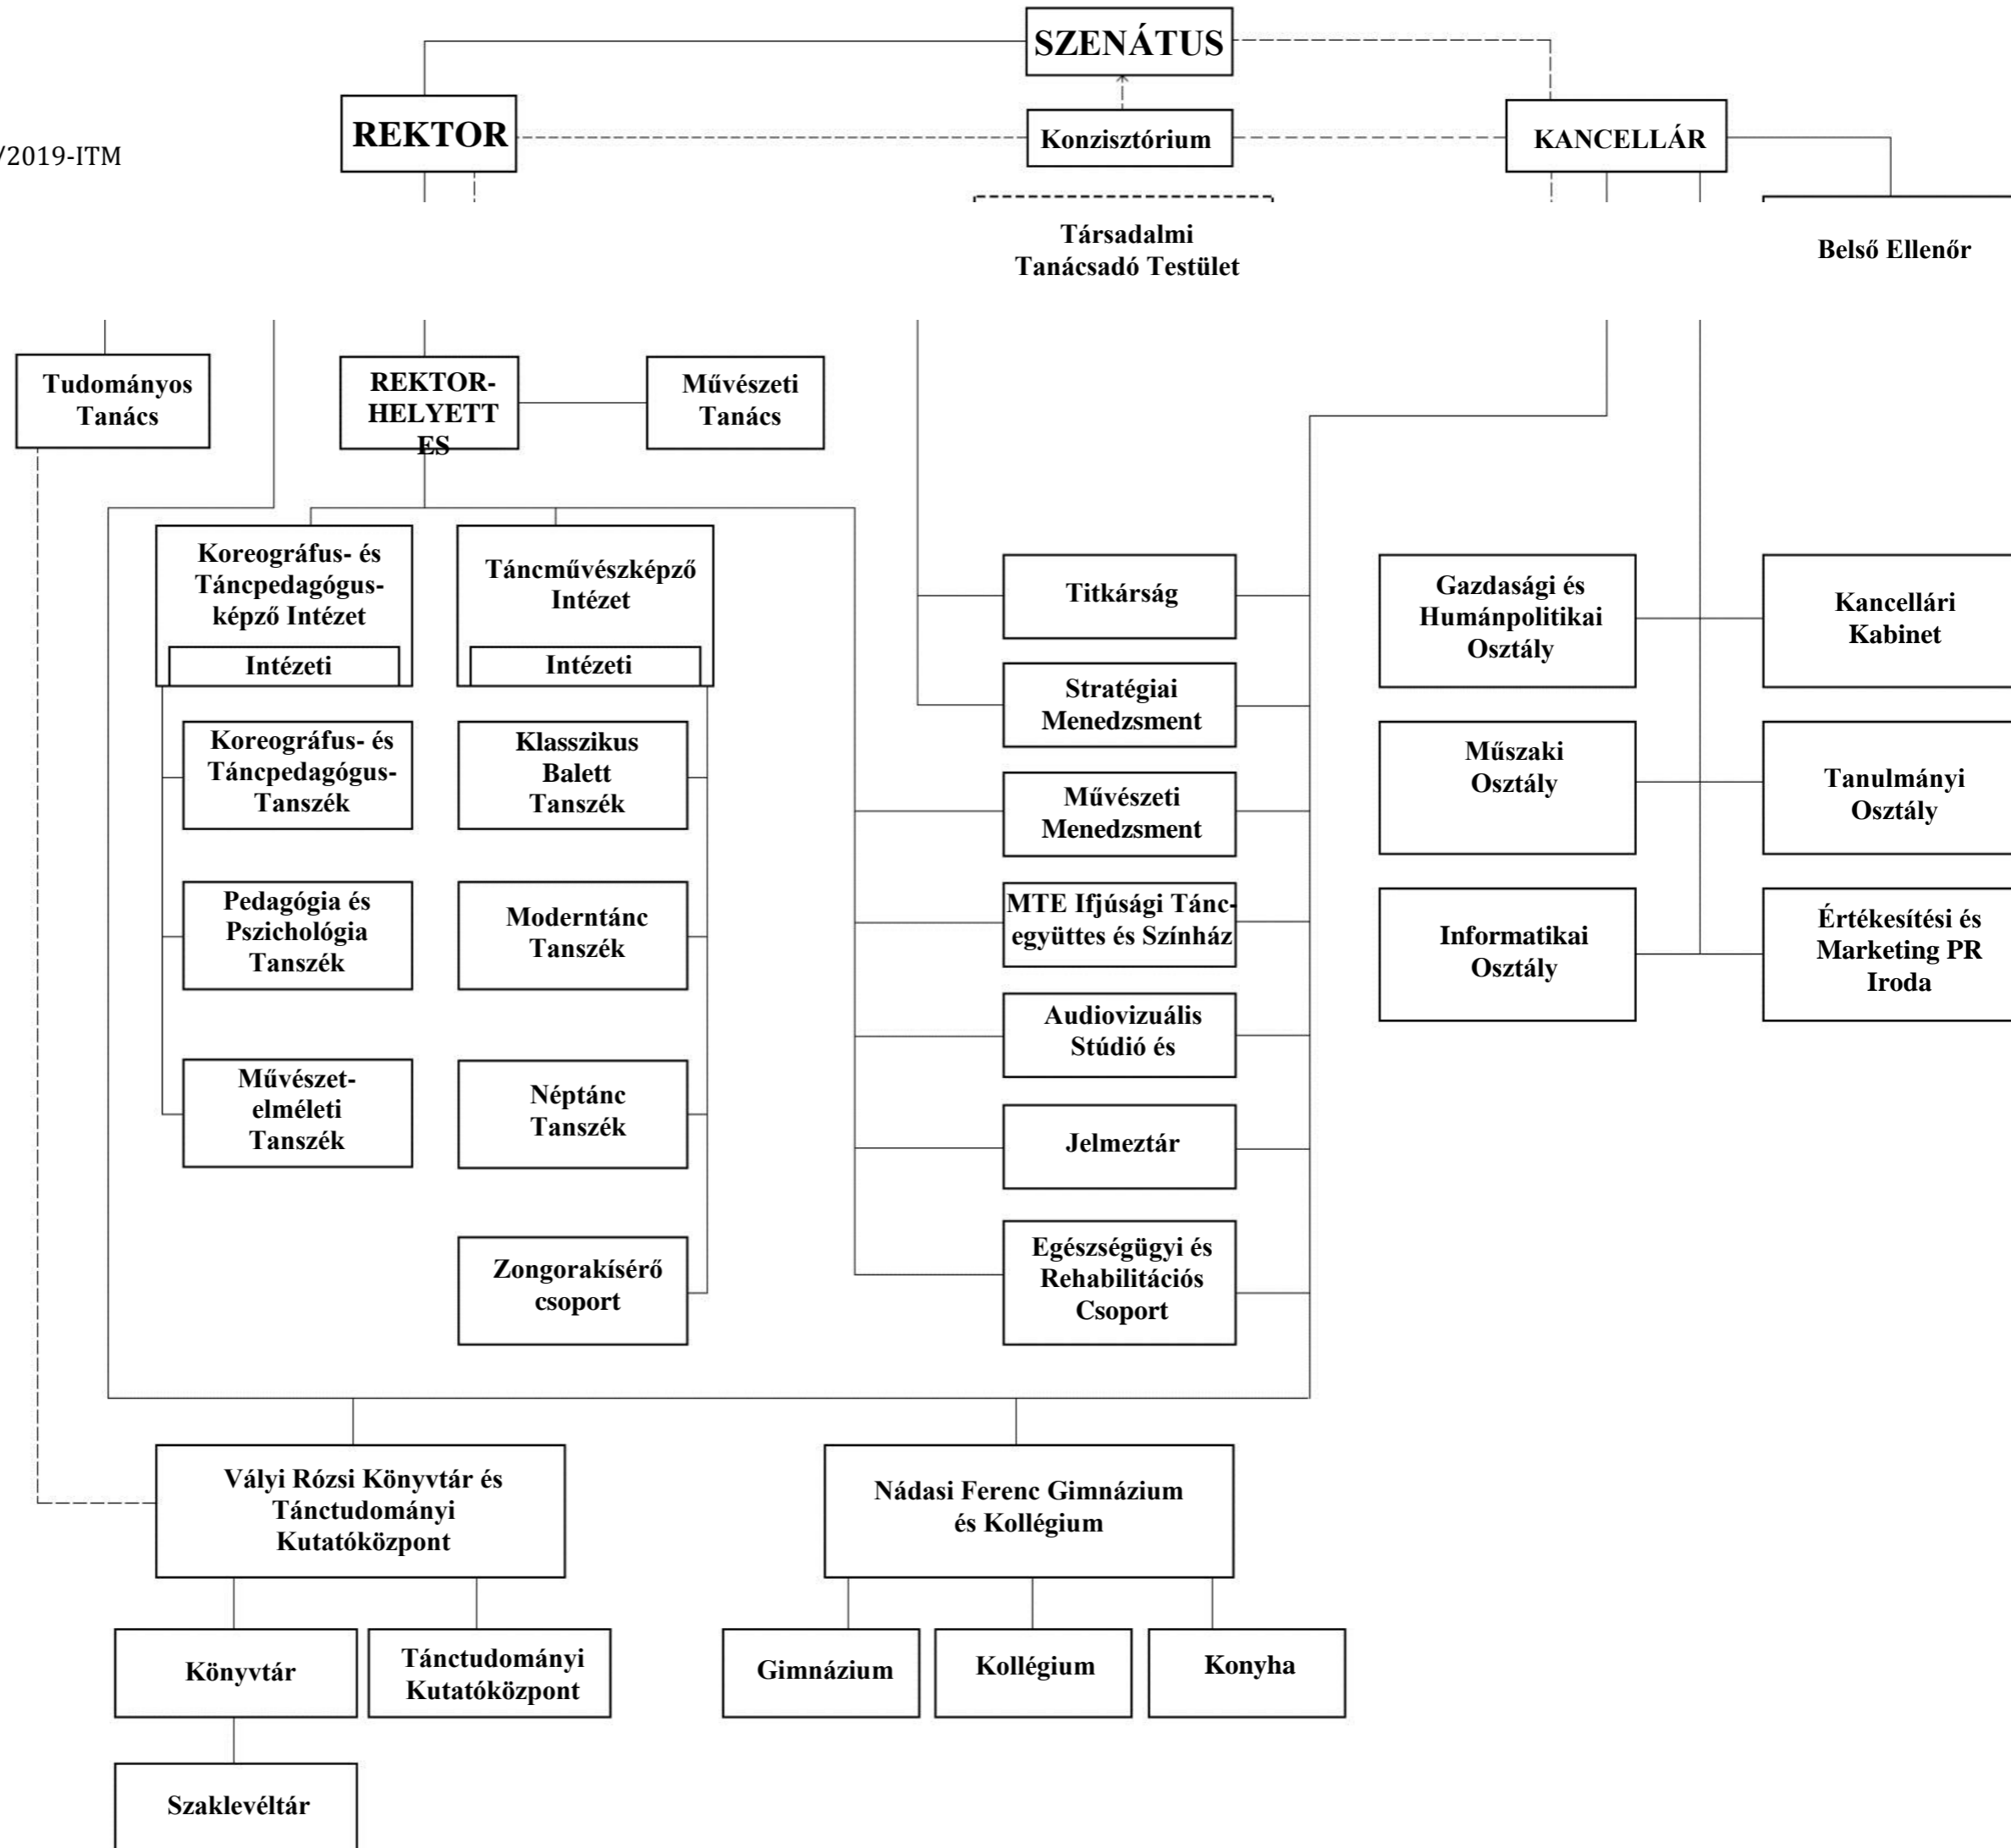 SZENÁTUS
REKTOR
Konzisztórium
KANCELLÁR
/2019-ITM
Társadalmi
Tanácsadó Testület
Belső Ellenőr
Tudományos
Tanács
REKTOR-
HELYETT
ES
Művészeti
Tanács
Koreográfus- és
Táncpedagógus-
képző Intézet
Intézeti
Táncművészképző
Intézet
Intézeti
Koreográfus- és
Táncpedagógus-
Tanszék
Klasszikus
Balett
Tanszék
Pedagógia és
Pszichológia
Tanszék
Moderntánc
Tanszék
Művészet-
elméleti
Tanszék
Néptánc
Tanszék
Zongorakísérő
csoport
Titkárság
Stratégiai
Menedzsment
Művészeti
Menedzsment
MTE Ifjúsági Tánc-
együttes és Színház
Audiovizuális
Stúdió és
Jelmeztár
Egészségügyi és
Rehabilitációs
Csoport
Gazdasági és
Humánpolitikai
Osztály
Kancellári
Kabinet
Műszaki
Osztály
Tanulmányi
Osztály
Informatikai
Osztály
Értékesítési és
Marketing PR
Iroda
Vályi Rózsi Könyvtár és
Tánctudományi
Kutatóközpont
Nádasi Ferenc Gimnázium
és Kollégium
Könyvtár
Tánctudományi
Kutatóközpont
Gimnázium
Kollégium
Konyha
Szaklevéltár